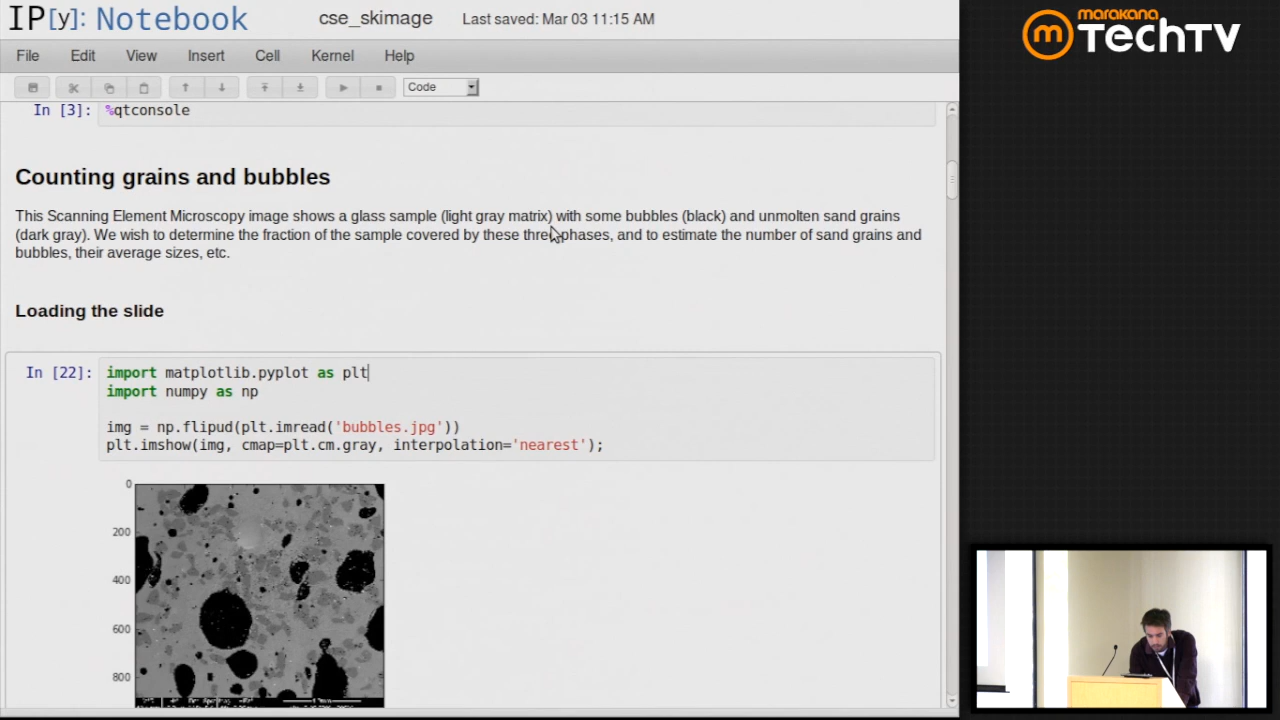 IP[y]: Notebook cse_skimage Last saved: Mar 03 11:15 AM
marakana
m TechTV
File Edit View Insert Cell Kernel Help
Code
In [3]: %qtconsole
Counting grains and bubbles
This Scanning Element Microscopy image shows a glass sample (light gray matrix) with some bubbles (black) and unmolten sand grains
(dark gray). We wish to determine the fraction of the sample covered by these three phases, and to estimate the number of sand grains and
bubbles, their average sizes, etc.
Loading the slide
In [22]: import matplotlib.pyplot as plt
import numpy as np
img = np.flipud(plt.imread('bubbles.jpg'))
plt.imshow(img, cmap=plt.cm.gray, interpolation='nearest');
0
200
400
600
800